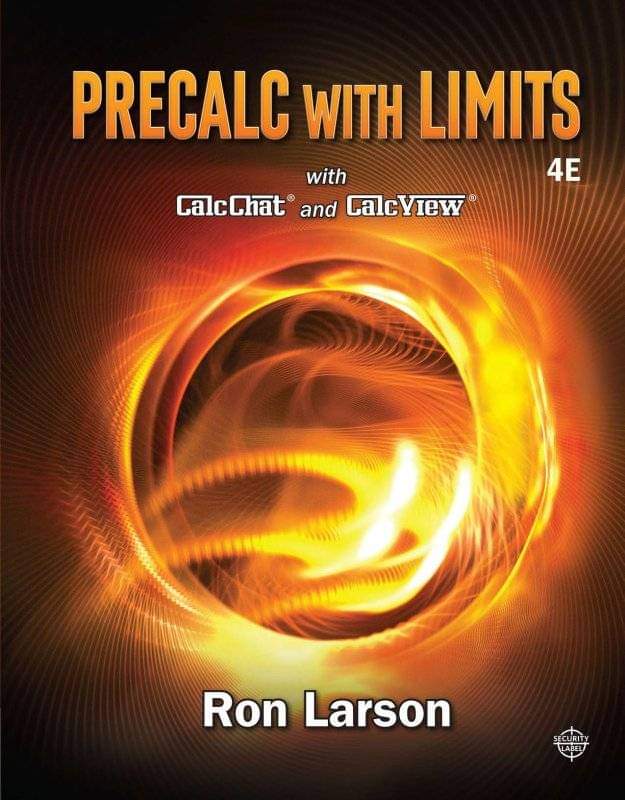 PRECALC WITH LIMITS
4E
with
CalcChat® and CalcView®
Ron Larson
SECURITY
LABEL